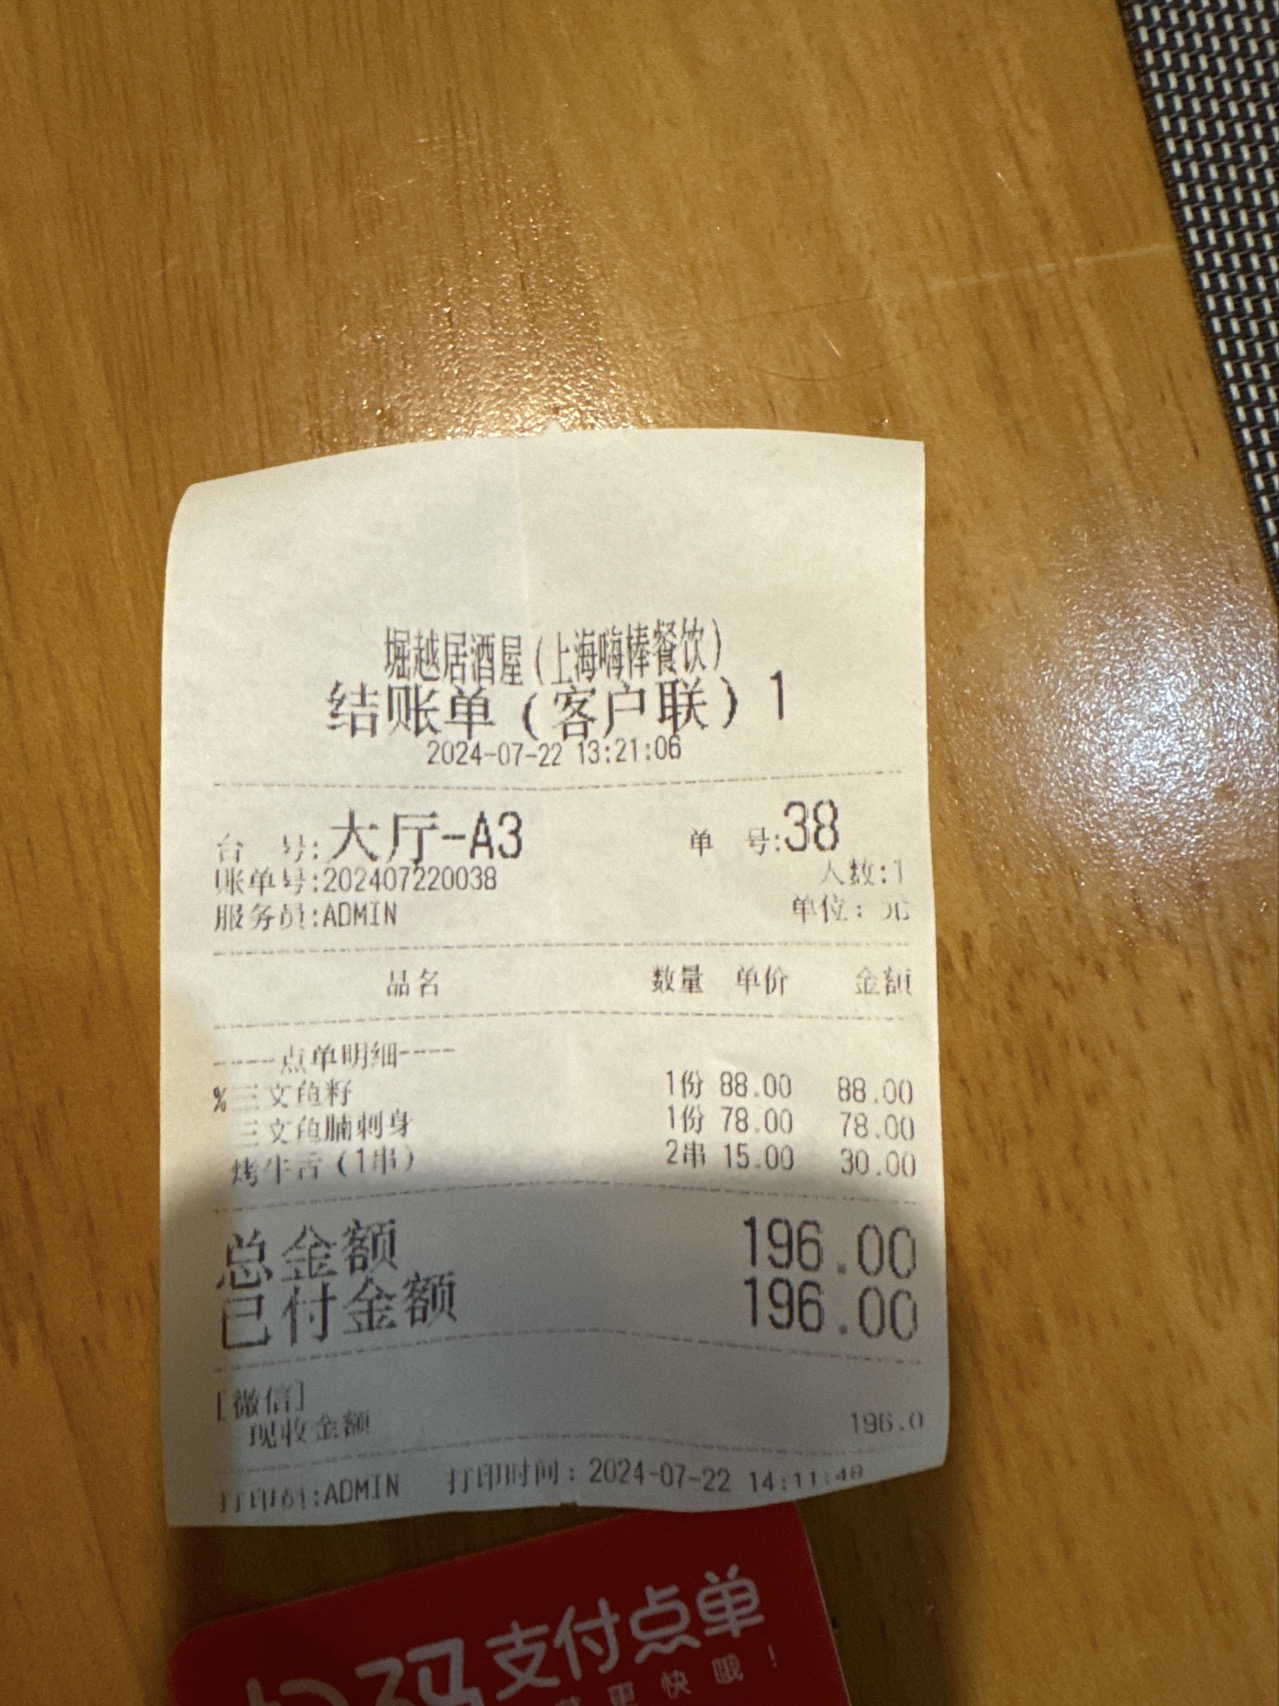 堀越居酒屋(上海嗨棒餐饮)
结账单(客户联)1
2024-07-22 13:21:06
台 号:大厅-A3 单 号:38
账单号:202407220038 人数:1
服务员:ADMIN 单位: 元
品名 数量 单价 金额
----点单明细----
%三文鱼籽 1份 88.00 88.00
三文鱼腩刺身 1份 78.00 78.00
烤牛舌(1串) 2串 15.00 30.00
总金额 196.00
已付金额 196.00
[微信]
现收金额 196.0
打印员:ADMIN 打印时间:2024-07-22 14:11:48
码支付点单
更快哦!